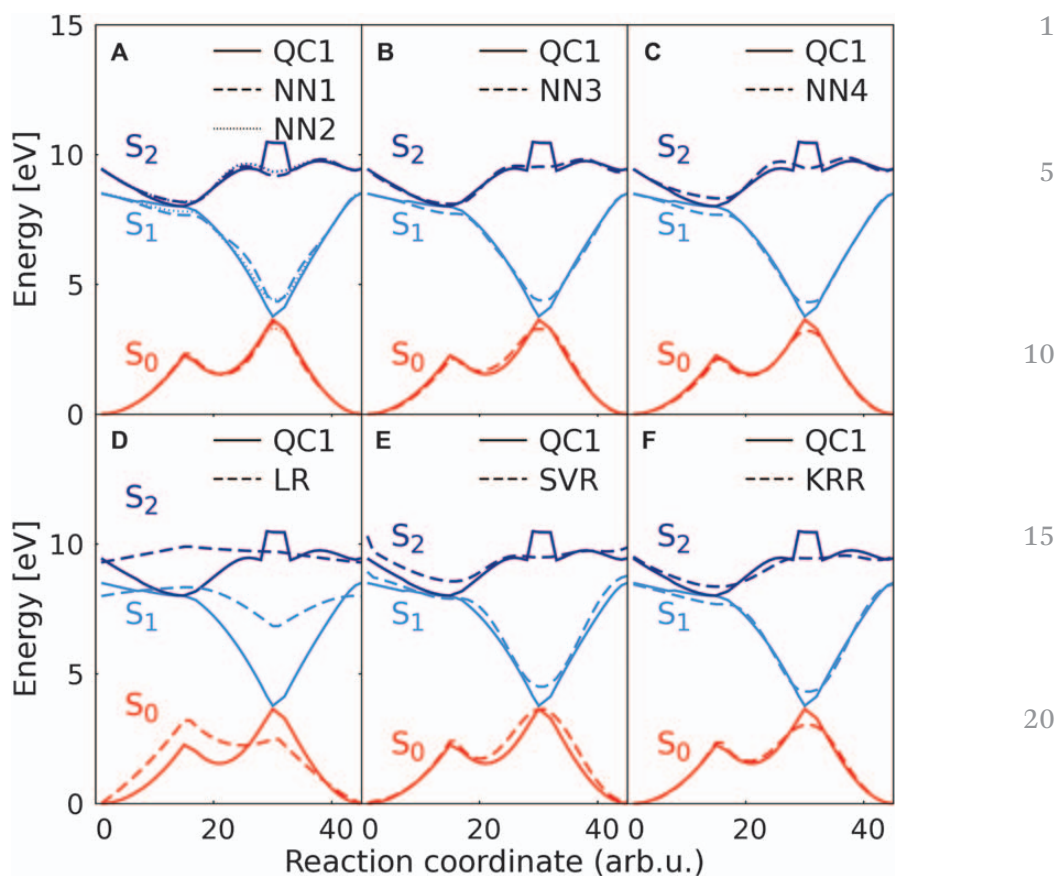 15
A
QC1
NN1
NN2
B
QC1
NN3
C
QC1
NN4
1
S2
S2
S2
10
5
S1
S1
S1
Energy [eV]
5
S0
S0
S0
10
0
D
QC1
LR
E
QC1
SVR
F
QC1
KRR
S2
S2
S2
10
15
S1
S1
S1
Energy [eV]
5
S0
S0
S0
20
0
0 20 40 0 20 40 0 20 40
Reaction coordinate (arb.u.)